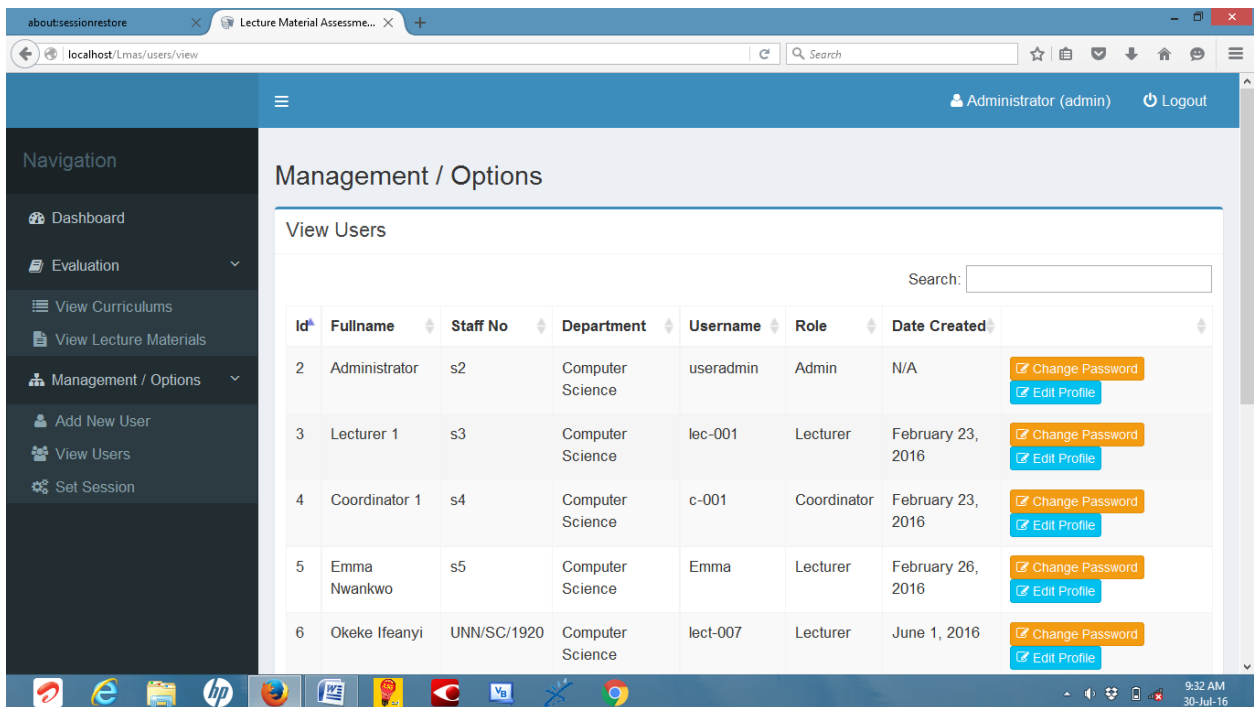 about:sessionrestore
Lecture Material Assessme...
localhost/Lmas/users/view
Search
Administrator (admin)
Logout
Navigation
Dashboard
Evaluation
View Curriculums
View Lecture Materials
Management / Options
Add New User
View Users
Set Session
Management / Options
View Users
Search:
Id Fullname Staff No Department Username Role Date Created
2 Administrator s2 Computer Science useradmin Admin N/A Change Password Edit Profile
3 Lecturer 1 s3 Computer Science lec-001 Lecturer February 23, 2016 Change Password Edit Profile
4 Coordinator 1 s4 Computer Science c-001 Coordinator February 23, 2016 Change Password Edit Profile
5 Emma Nwankwo s5 Computer Science Emma Lecturer February 26, 2016 Change Password Edit Profile
6 Okeke Ifeanyi UNN/SC/1920 Computer Science lect-007 Lecturer June 1, 2016 Change Password Edit Profile
hp
VB
9:32 AM
30-Jul-16